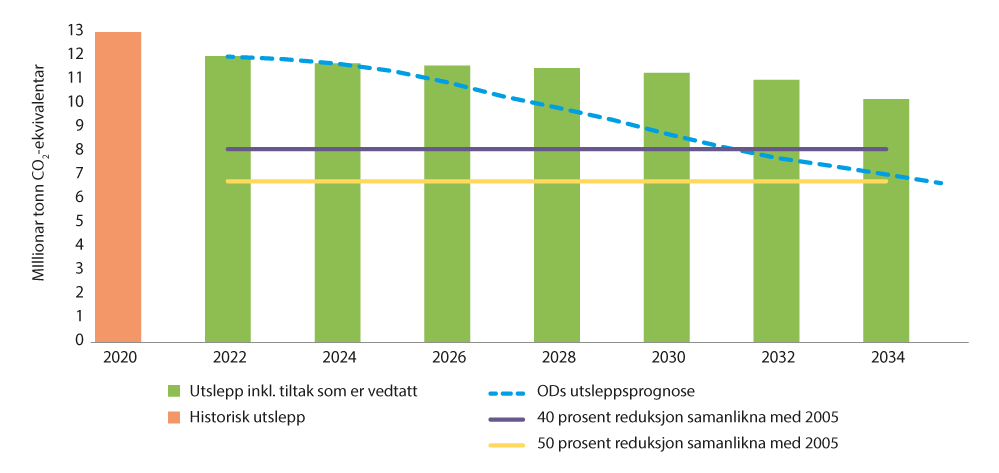 MIllionar tonn CO2-ekvivalentar
13
12
11
10
9
8
7
6
5
4
3
2
1
0
2020 2022 2024 2026 2028 2030 2032 2034
Utslepp inkl. tiltak som er vedtatt
Historisk utslepp
ODs utsleppsprognose
40 prosent reduksjon samanlikna med 2005
50 prosent reduksjon samanlikna med 2005